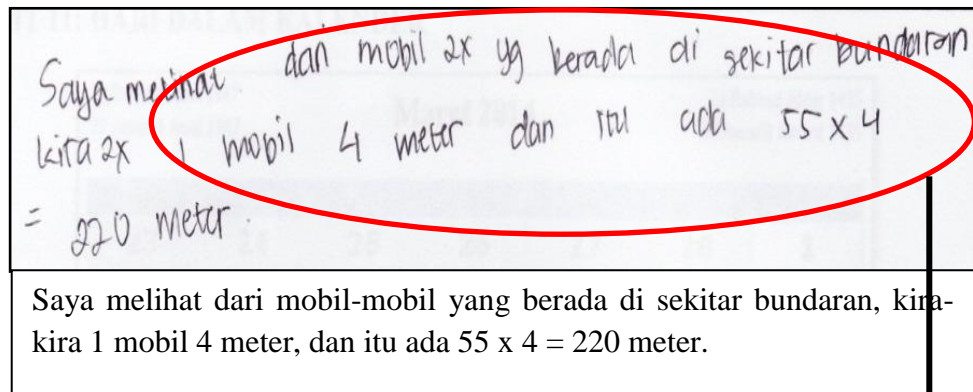 Saya melihat dari mobil 2x yg berada di sekitar bundaran
kira 2x 1 mobil 4 meter dan itu ada 55 x 4
= 220 meter.
Saya melihat dari mobil-mobil yang berada di sekitar bundaran, kira-
kira 1 mobil 4 meter, dan itu ada 55 x 4 = 220 meter.